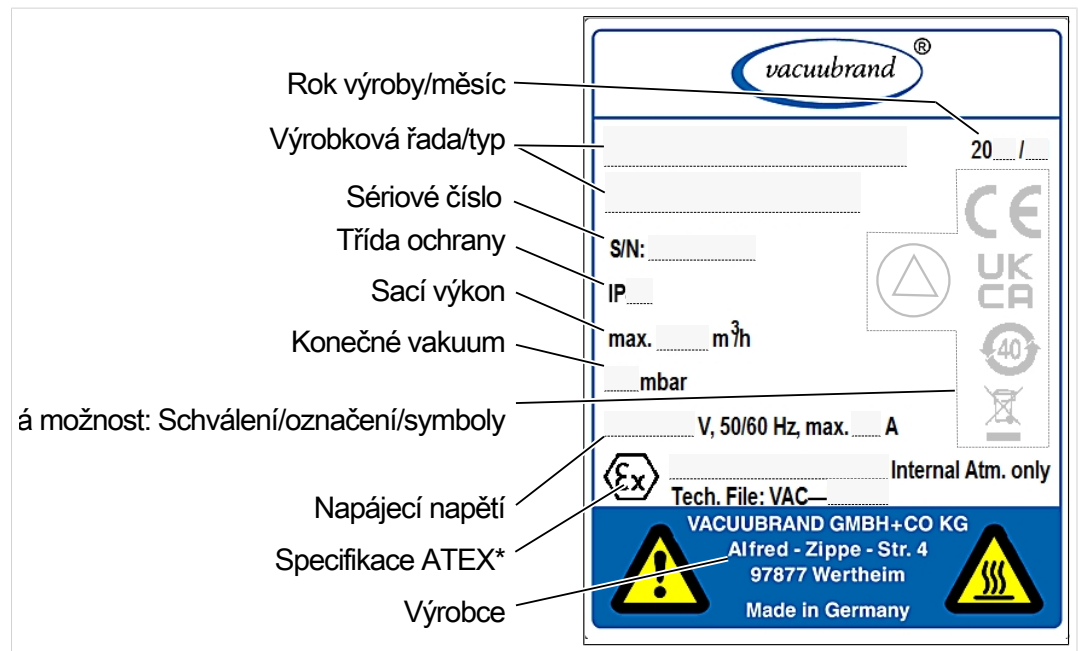 Rok výroby/měsíc
Výrobková řada/typ
Sériové číslo
Třída ochrany
Sací výkon
Konečné vakuum
á možnost: Schválení/označení/symboly
Napájecí napětí
Specifikace ATEX*
Výrobce
vacuubrand ®
20 /
S/N:
IP
max. m³/h
mbar
V, 50/60 Hz, max. A
CE
UK
CA
40
Ex
Internal Atm. only
Tech. File: VAC—
VACUUBRAND GMBH+CO KG
Alfred - Zippe - Str. 4
97877 Wertheim
Made in Germany